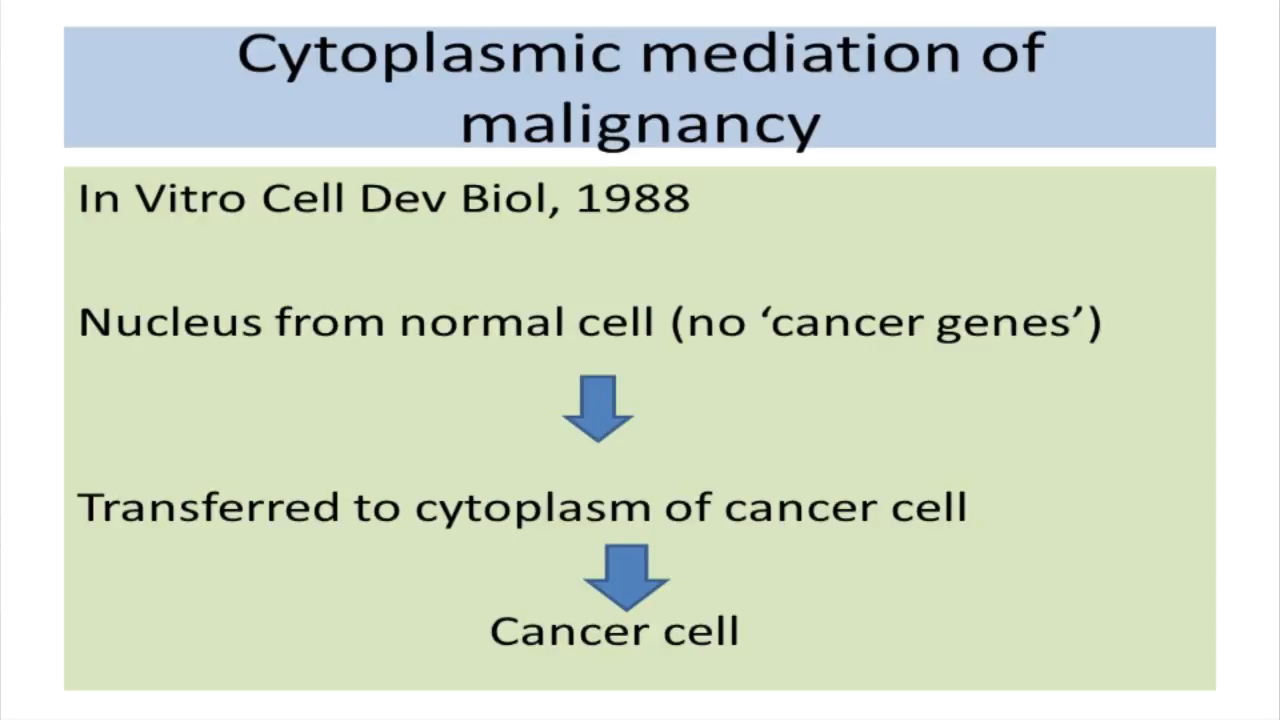 Cytoplasmic mediation of
malignancy
In Vitro Cell Dev Biol, 1988
Nucleus from normal cell (no ‘cancer genes’)
Transferred to cytoplasm of cancer cell
Cancer cell